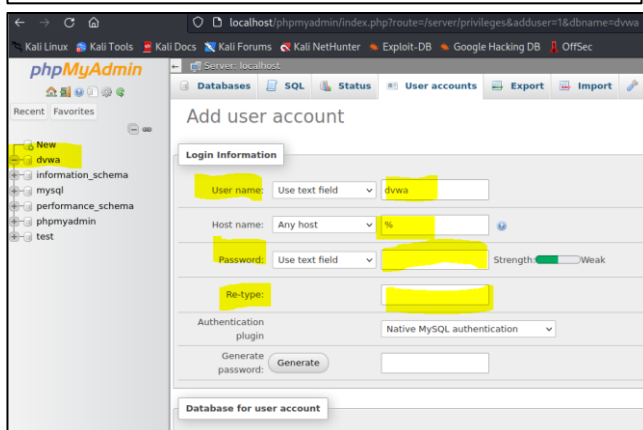 localhost/phpmyadmin/index.php?route=/server/privileges&adduser=1&dbname=dvwa
Kali Linux Kali Tools Kali Docs Kali Forums Kali NetHunter Exploit-DB Google Hacking DB OffSec
phpMyAdmin
Recent Favorites
New
dvwa
information_schema
mysql
performance_schema
phpmyadmin
test
Server: localhost
Databases SQL Status User accounts Export Import
Add user account
Login Information
User name: Use text field dvwa
Host name: Any host %
Password: Use text field Strength: Weak
Re-type:
Authentication plugin Native MySQL authentication
Generate password: Generate
Database for user account